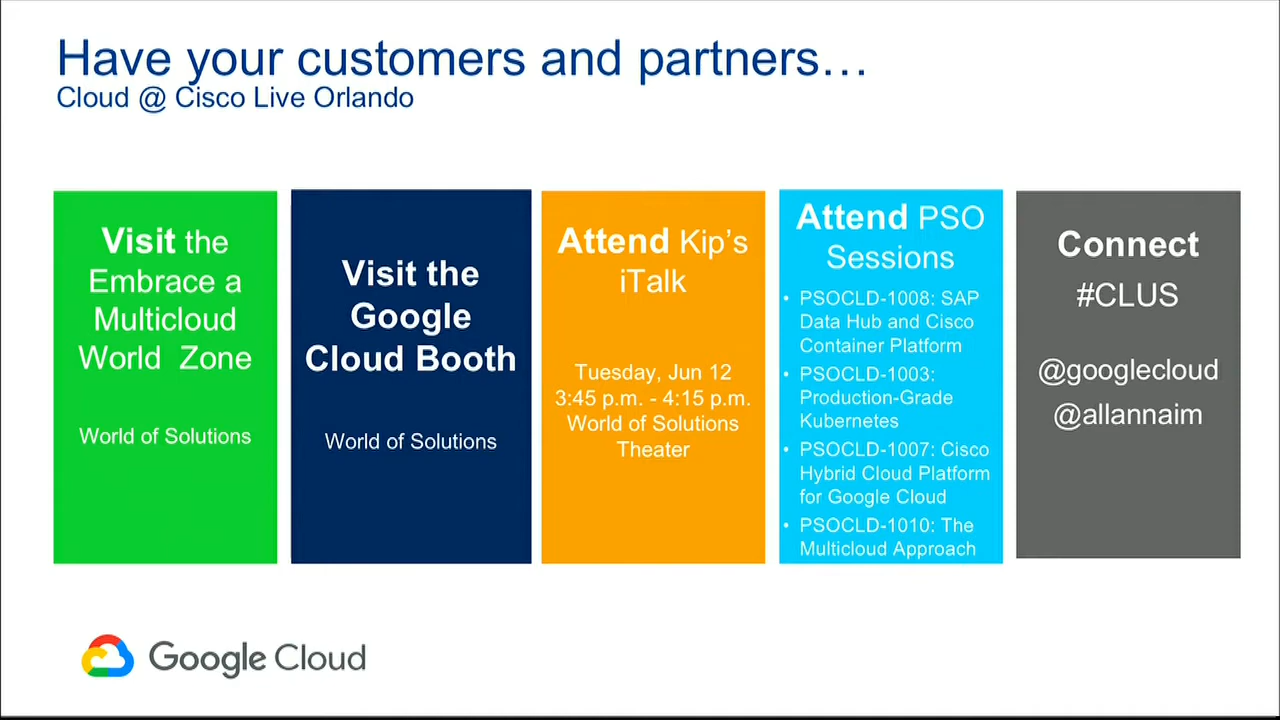 Have your customers and partners…
Cloud @ Cisco Live Orlando
Visit the
Embrace a
Multicloud
World Zone
World of Solutions
Visit the
Google
Cloud Booth
World of Solutions
Attend Kip's
iTalk
Tuesday, Jun 12
3:45 p.m. - 4:15 p.m.
World of Solutions
Theater
Attend PSO
Sessions
• PSOCLD-1008: SAP
Data Hub and Cisco
Container Platform
• PSOCLD-1003:
Production-Grade
Kubernetes
• PSOCLD-1007: Cisco
Hybrid Cloud Platform
for Google Cloud
• PSOCLD-1010: The
Multicloud Approach
Connect
#CLUS
@googlecloud
@allannaim
Google Cloud